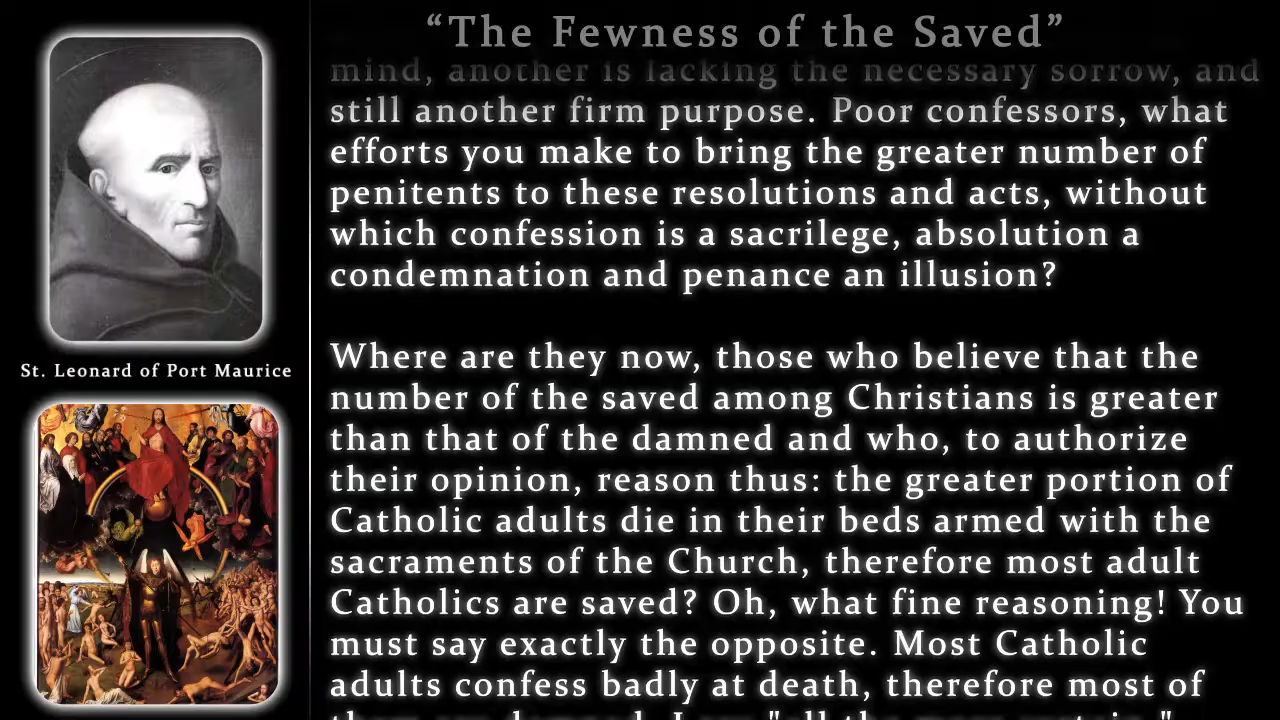 “The Fewness of the Saved”
mind, another is lacking the necessary sorrow, and
still another firm purpose. Poor confessors, what
efforts you make to bring the greater number of
penitents to these resolutions and acts, without
which confession is a sacrilege, absolution a
condemnation and penance an illusion?
Where are they now, those who believe that the
number of the saved among Christians is greater
than that of the damned and who, to authorize
their opinion, reason thus: the greater portion of
Catholic adults die in their beds armed with the
sacraments of the Church, therefore most adult
Catholics are saved? Oh, what fine reasoning! You
must say exactly the opposite. Most Catholic
adults confess badly at death, therefore most of
St. Leonard of Port Maurice